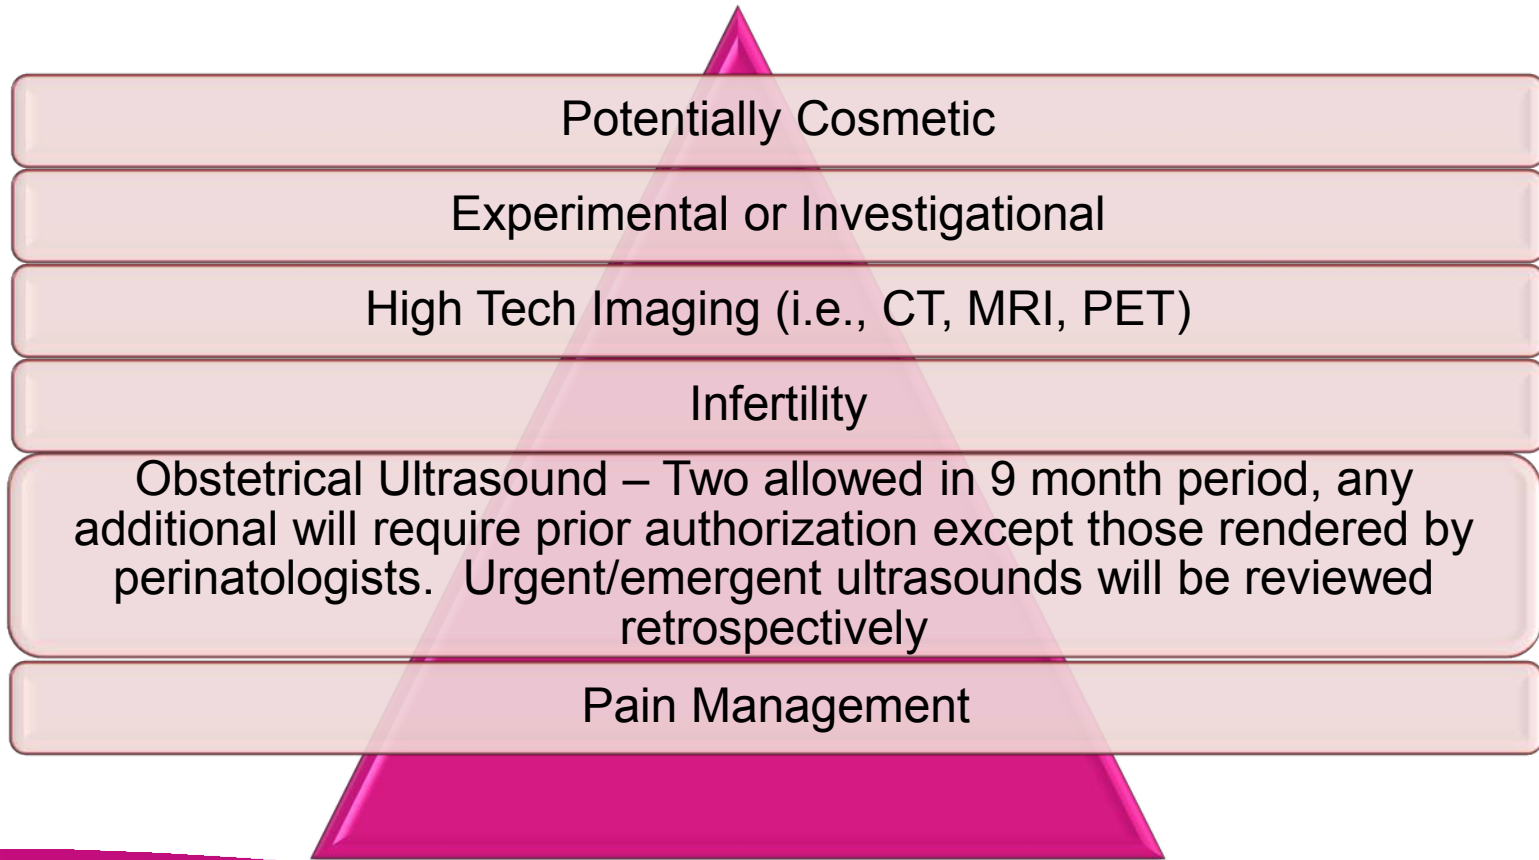 Potentially Cosmetic
Experimental or Investigational
High Tech Imaging (i.e., CT, MRI, PET)
Infertility
Obstetrical Ultrasound – Two allowed in 9 month period, any
additional will require prior authorization except those rendered by
perinatologists.  Urgent/emergent ultrasounds will be reviewed
retrospectively
Pain Management